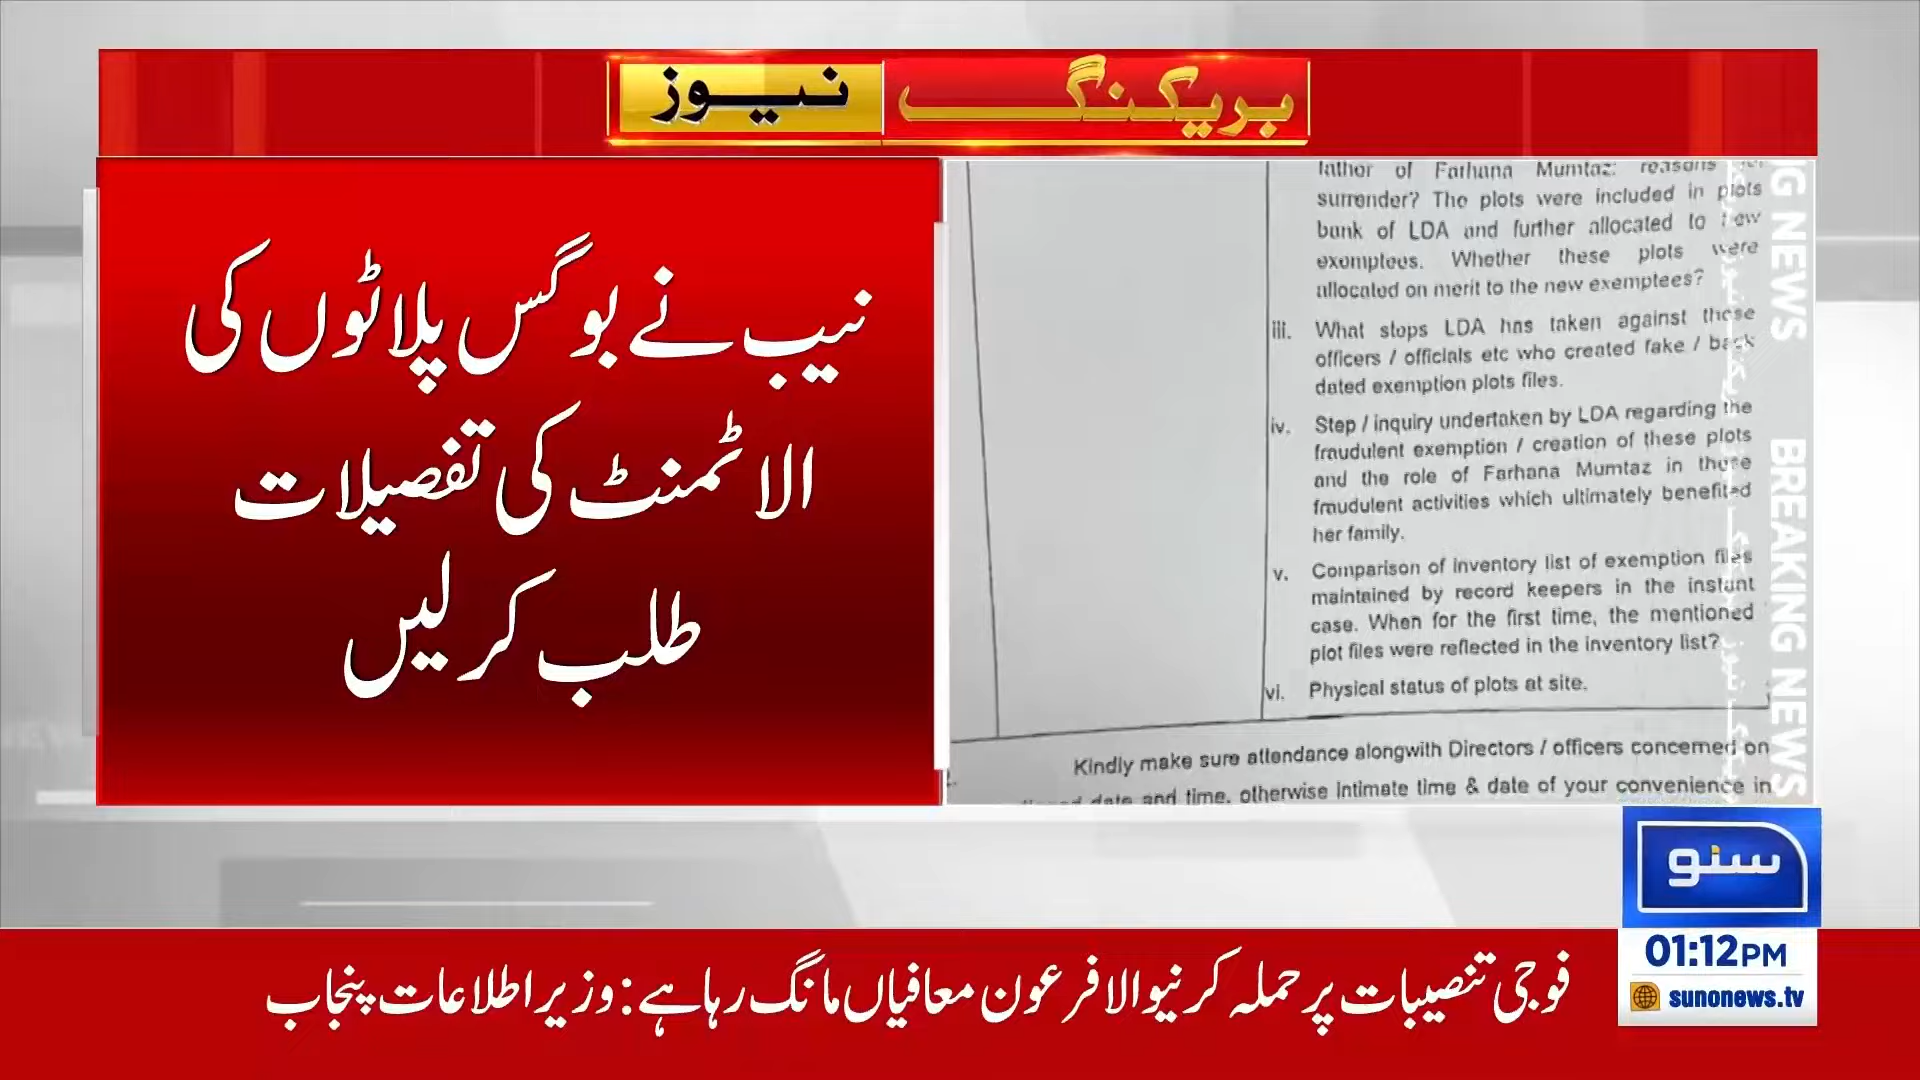 بریکنگ نیوز
نیب نے بوگس پلاٹوں کی
الاٹمنٹ کی تفصیلات
طلب کرلیں
father of Farhana Mumtaz: reasons for
surrender? The plots were included in plots
bank of LDA and further allocated to new
exemptees. Whether these plots were
allocated on merit to the new exemptees?
iii. What steps LDA has taken against those
officers / officials etc who created fake / back
dated exemption plots files.
iv. Step / inquiry undertaken by LDA regarding the
fraudulent exemption / creation of these plots
and the role of Farhana Mumtaz in these
fraudulent activities which ultimately benefited
her family.
v. Comparison of inventory list of exemption files
maintained by record keepers in the instant
case. When for the first time, the mentioned
plot files were reflected in the inventory list?
vi. Physical status of plots at site.
Kindly make sure attendance alongwith Directors / officers concerned on
date and time, otherwise intimate time & date of your convenience in
BREAKING NEWS
سنو
01:12PM
sunonews.tv
فوجی تنصیبات پر حملہ کرنیوالا فرعون معافیاں مانگ رہا ہے: وزیر اطلاعات پنجاب